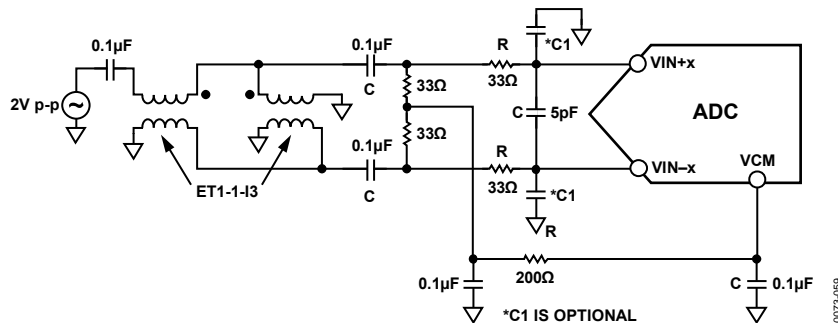 0.1µF
2V p-p
ET1-1-I3
0.1µF
C
0.1µF
C
33Ω
33Ω
R
33Ω
R
33Ω
*C1
C
5pF
*C1
R
VIN+x
ADC
VIN–x
VCM
0.1µF
200Ω
C
0.1µF
*C1 IS OPTIONAL